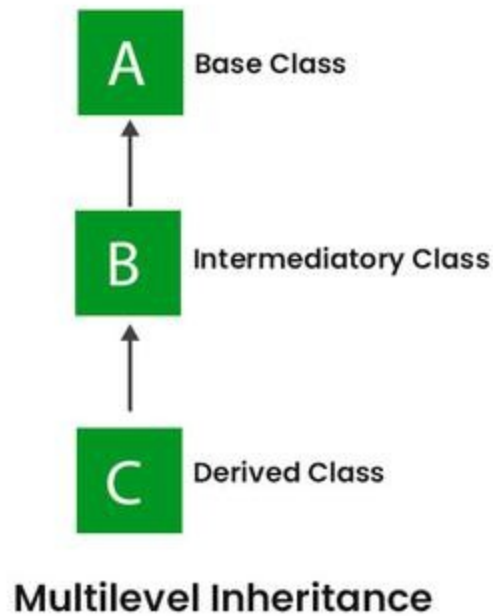 A Base Class
B Intermediatory Class
C Derived Class
Multilevel Inheritance